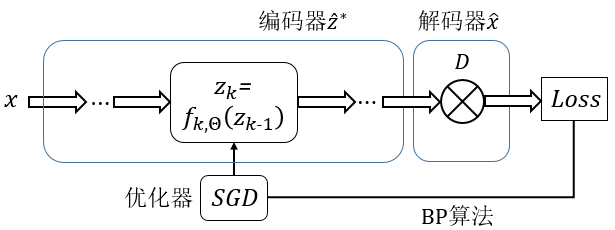 编码器ẑ*
解码器x̂
x
...
z_k=
f_{k,Θ}(z_{k-1})
...
D
Loss
优化器
SGD
BP算法